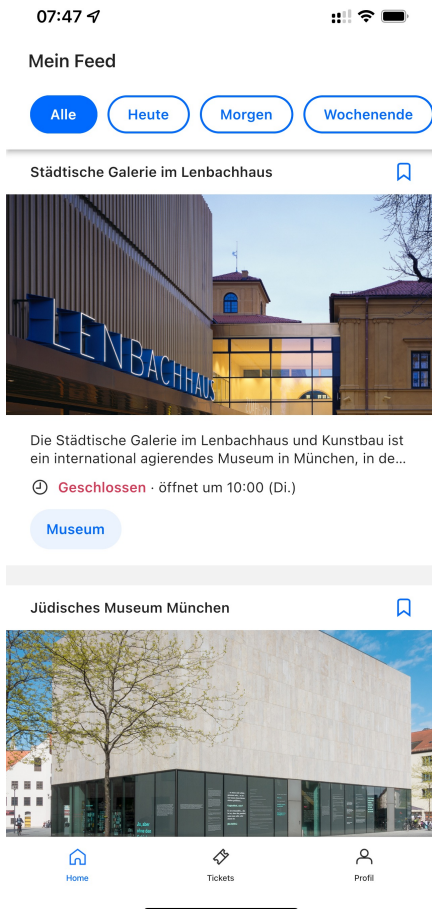 07:47
Mein Feed
Alle
Heute
Morgen
Wochenende
Städtische Galerie im Lenbachhaus
LENBACHHAUS
Die Städtische Galerie im Lenbachhaus und Kunstbau ist
ein international agierendes Museum in München, in de...
Geschlossen · öffnet um 10:00 (Di.)
Museum
Jüdisches Museum München
Home
Tickets
Profil